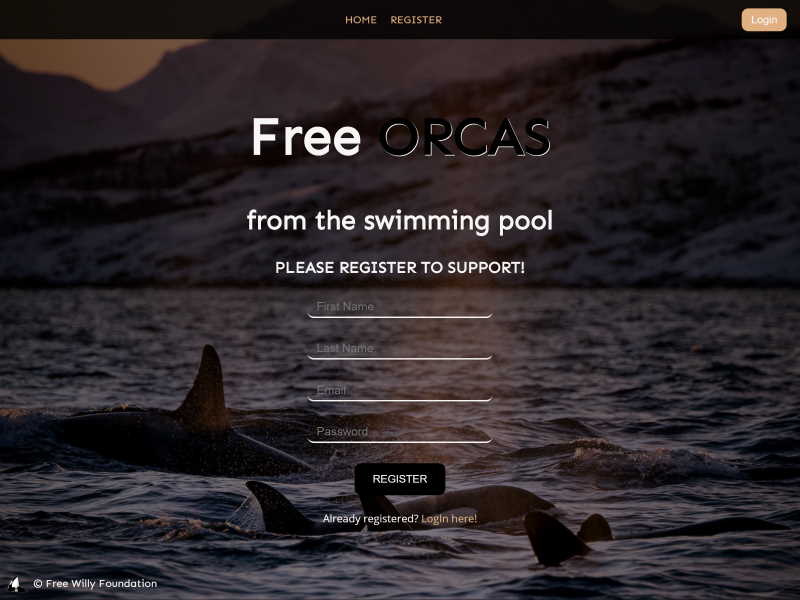 HOME REGISTER Login
Free ORCAS
from the swimming pool
PLEASE REGISTER TO SUPPORT!
First Name
Last Name
Email
Password
REGISTER
Already registered? Login here!
© Free Willy Foundation